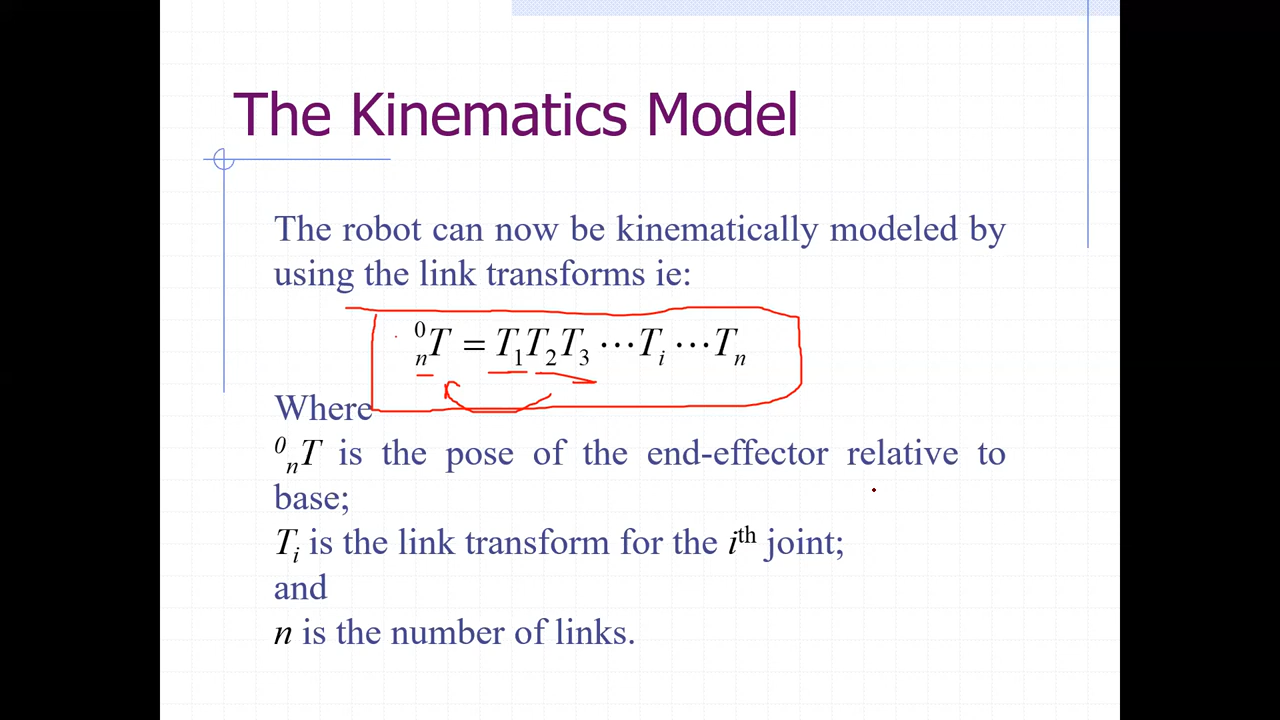 The Kinematics Model
The robot can now be kinematically modeled by
using the link transforms ie:
⁰ₙT = T₁T₂T₃ ⋯Tᵢ ⋯Tₙ
Where
⁰ₙT is the pose of the end-effector relative to
base;
Tᵢ is the link transform for the iᵗʰ joint;
and
n is the number of links.